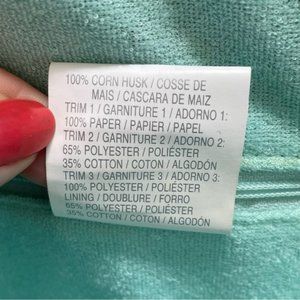 100% CORN HUSK / COSSE DE
MAIS / CASCARA DE MAIZ
TRIM 1 / GARNITURE 1 / ADORNO 1:
100% PAPER / PAPIER / PAPEL
TRIM 2 / GARNITURE 2 / ADORNO 2:
65% POLYESTER / POLIÉSTER
35% COTTON / COTON / ALGODÓN
TRIM 3 / GARNITURE 3 / ADORNO 3:
100% POLYESTER / POLIÉSTER
LINING / DOUBLURE / FORRO
65% POLYESTER / POLIÉSTER
35% COTTON / COTON / ALGODÓN